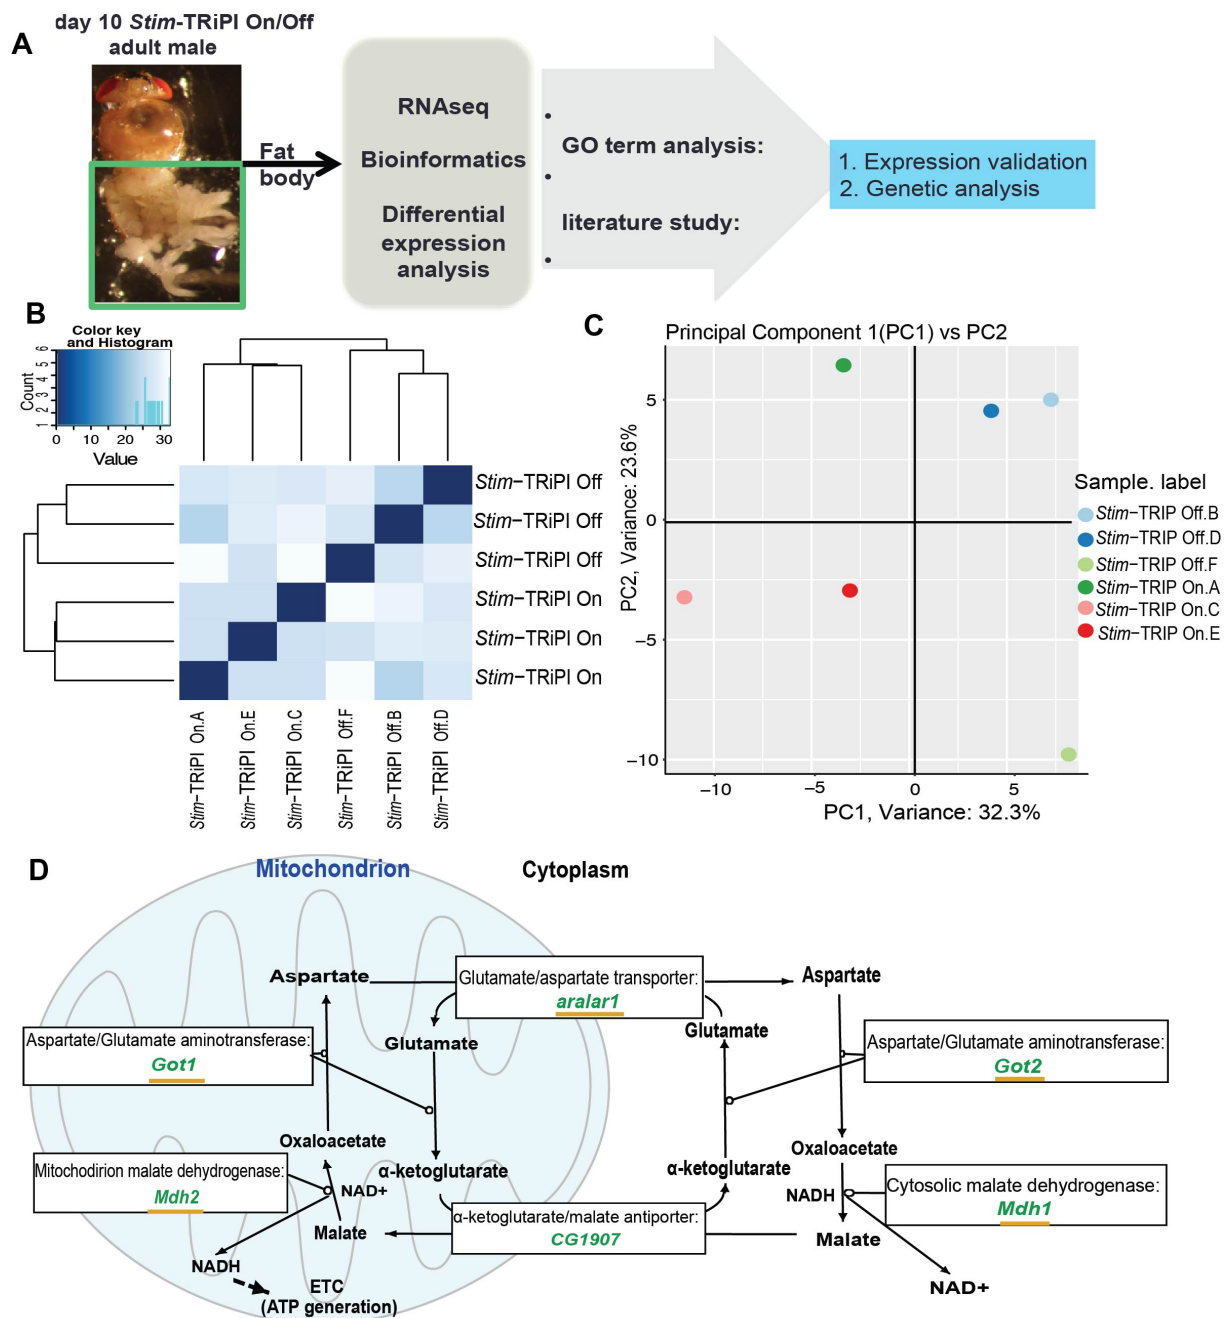 day 10 Stim-TRiPI On/Off
adult male
A
Fat
body
RNAseq
Bioinformatics
Differential
expression
analysis
•
GO term analysis:
•
literature study:
•
1. Expression validation
2. Genetic analysis
B
Color key
and Histogram
Count
1 2 3 4 5 6
0 10 20 30
Value
Stim−TRiPI Off
Stim−TRiPI Off
Stim−TRiPI Off
Stim−TRiPI On
Stim−TRiPI On
Stim−TRiPI On
Stim−TRiPI On.A
Stim−TRiPI On.E
Stim−TRiPI On.C
Stim−TRiPI Off.F
Stim−TRiPI Off.B
Stim−TRiPI Off.D
C
Principal Component 1(PC1) vs PC2
PC2, Variance: 23.6%
5
0
−5
−10
−10 −5 0 5
PC1, Variance: 32.3%
Sample. label
Stim−TRIP Off.B
Stim−TRIP Off.D
Stim−TRIP Off.F
Stim−TRIP On.A
Stim−TRIP On.C
Stim−TRIP On.E
D
Mitochondrion
Cytoplasm
Aspartate
Glutamate/aspartate transporter:
aralar1
Aspartate
Glutamate
Glutamate
Aspartate/Glutamate aminotransferase:
Got1
Aspartate/Glutamate aminotransferase:
Got2
Oxaloacetate
Oxaloacetate
α-ketoglutarate
α-ketoglutarate
Mitochodirion malate dehydrogenase:
Mdh2
NAD+
NADH
Cytosolic malate dehydrogenase:
Mdh1
Malate
α-ketoglutarate/malate antiporter:
CG1907
Malate
NADH
NAD+
ETC
(ATP generation)